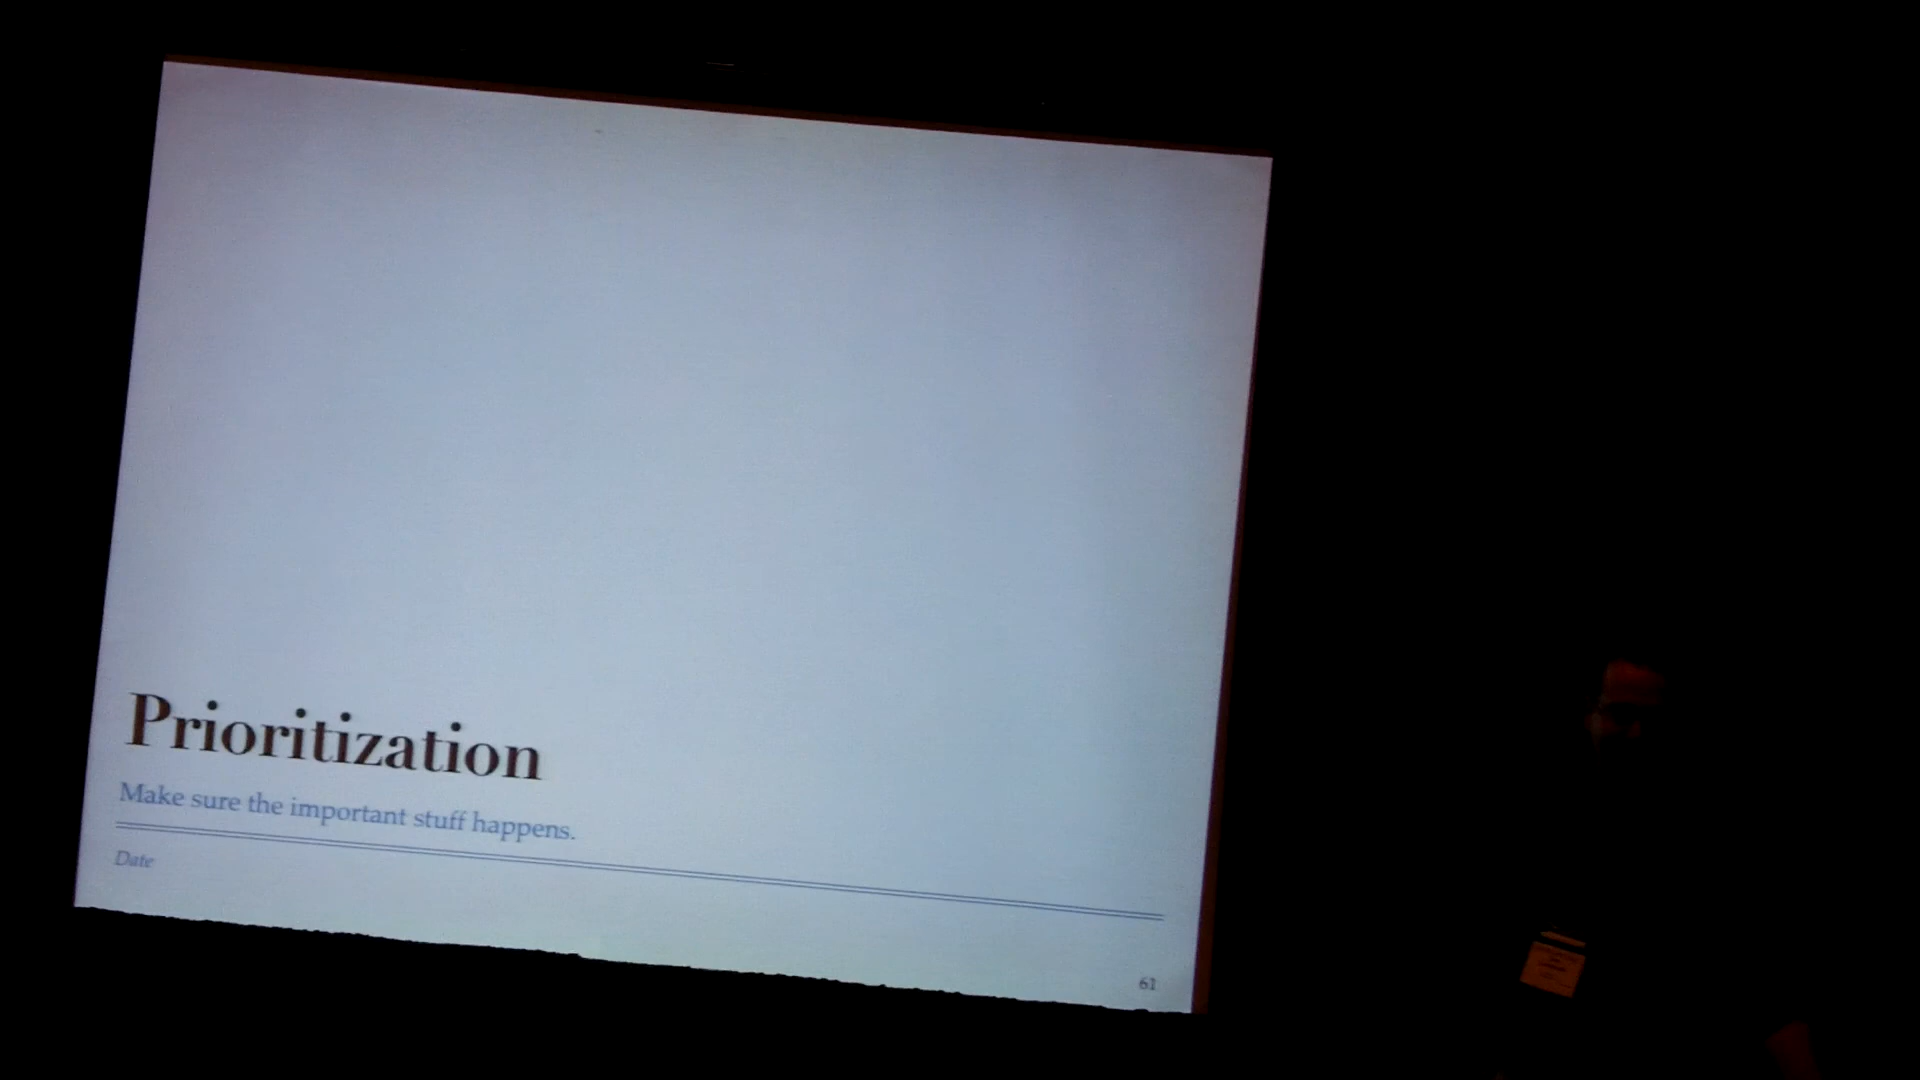 Prioritization
Make sure the important stuff happens.
Date
61